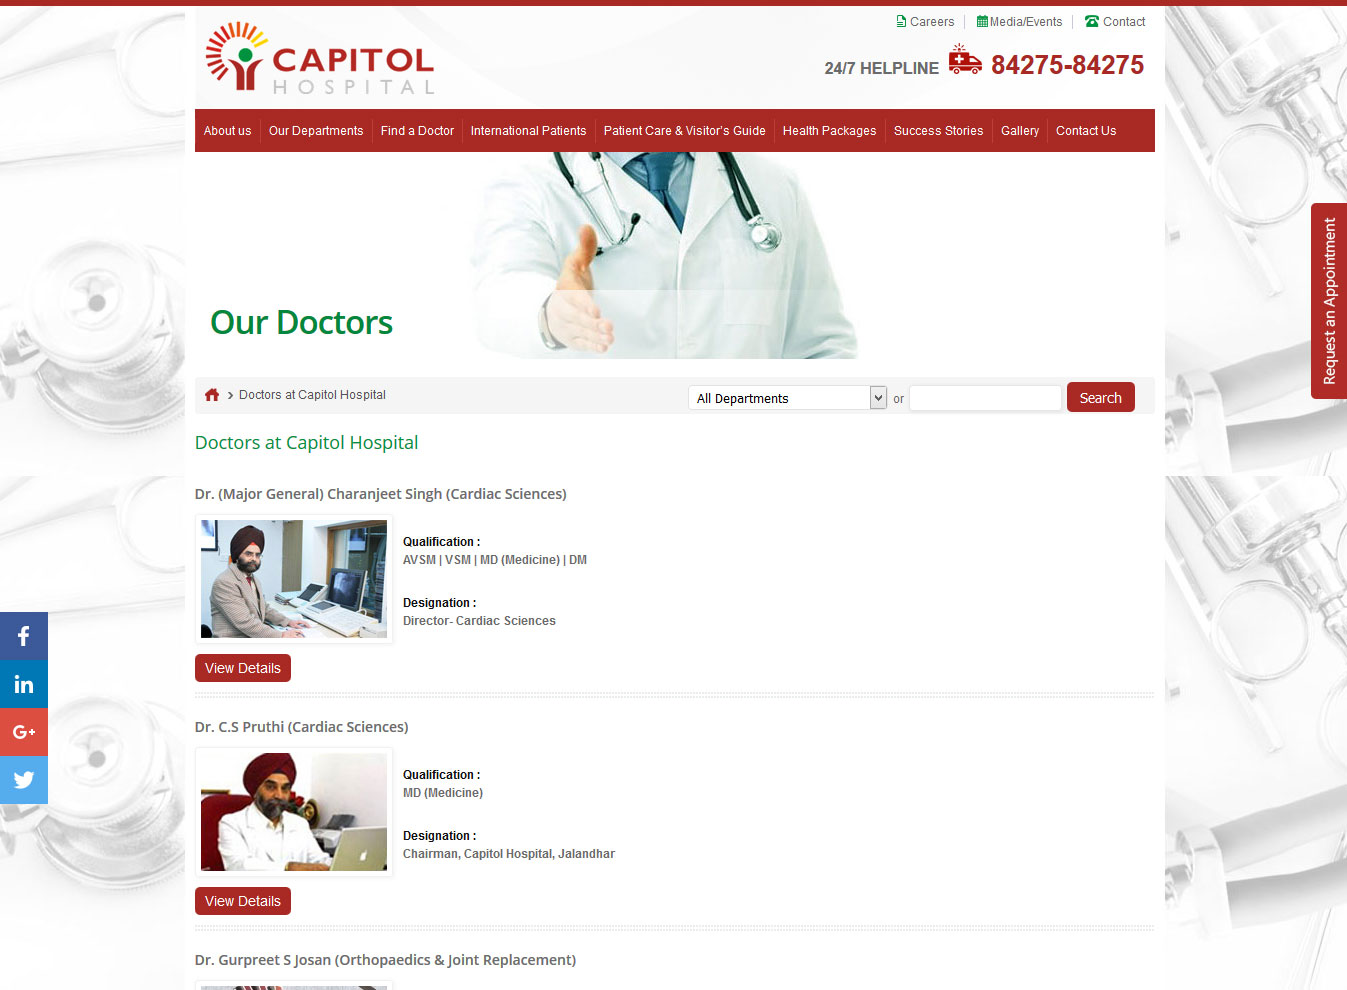 Careers
Media/Events
Contact
CAPITOL
HOSPITAL
24/7 HELPLINE 84275-84275
About us
Our Departments
Find a Doctor
International Patients
Patient Care & Visitor's Guide
Health Packages
Success Stories
Gallery
Contact Us
Request an Appointment
Our Doctors
Doctors at Capitol Hospital
All Departments
or
Search
Doctors at Capitol Hospital
Dr. (Major General) Charanjeet Singh (Cardiac Sciences)
Qualification :
AVSM | VSM | MD (Medicine) | DM
Designation :
Director- Cardiac Sciences
View Details
Dr. C.S Pruthi (Cardiac Sciences)
Qualification :
MD (Medicine)
Designation :
Chairman, Capitol Hospital, Jalandhar
View Details
Dr. Gurpreet S Josan (Orthopaedics & Joint Replacement)
f
in
G+